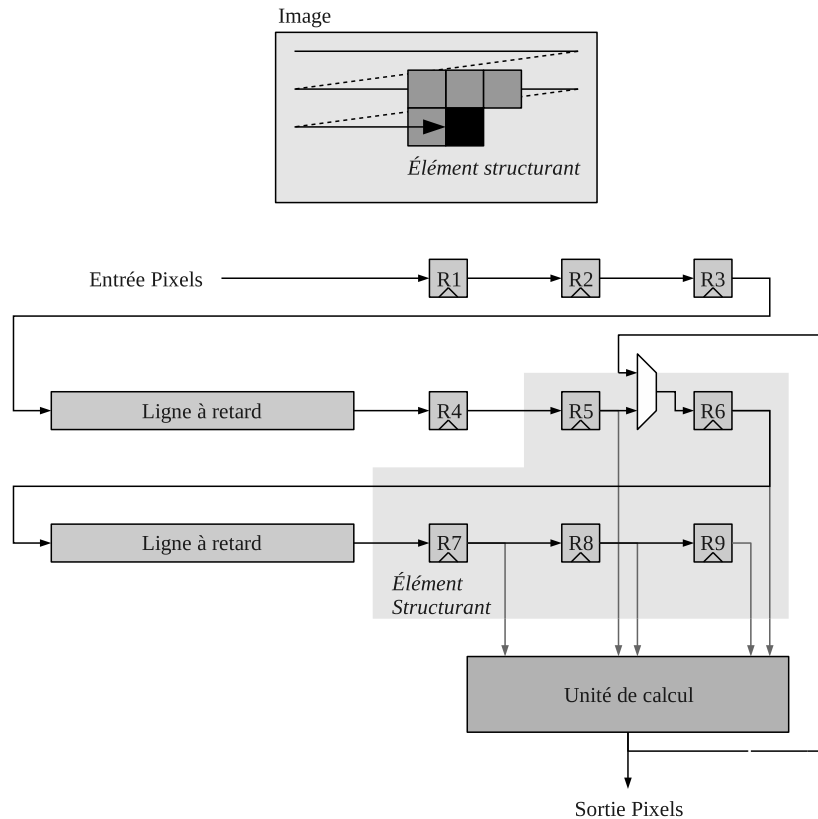 Image
Élément structurant
Entrée Pixels
R1
R2
R3
Ligne à retard
R4
R5
R6
Ligne à retard
R7
R8
R9
Élément
Structurant
Unité de calcul
Sortie Pixels